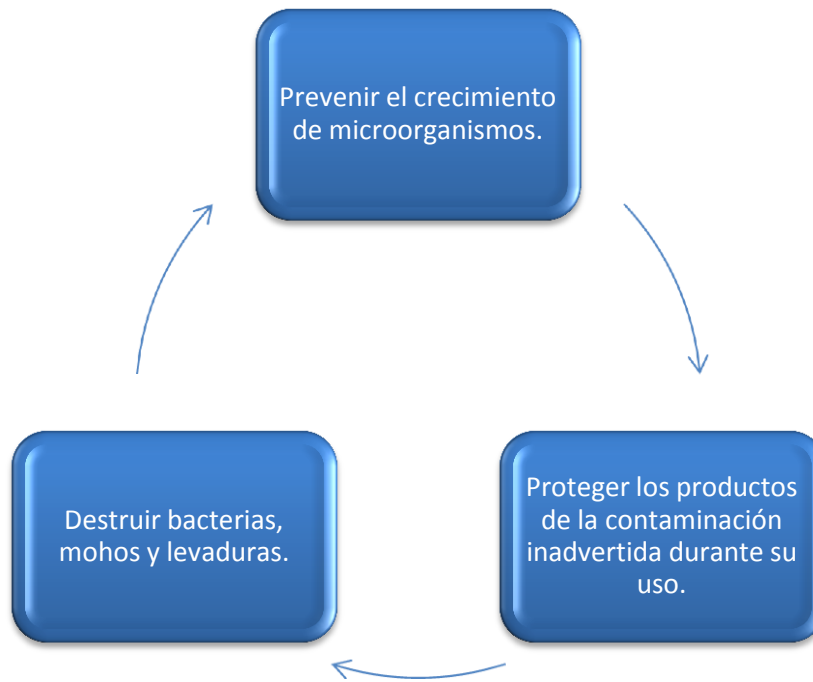 Prevenir el crecimiento
de microorganismos.
Proteger los productos
de la contaminación
inadvertida durante su
uso.
Destruir bacterias,
mohos y levaduras.